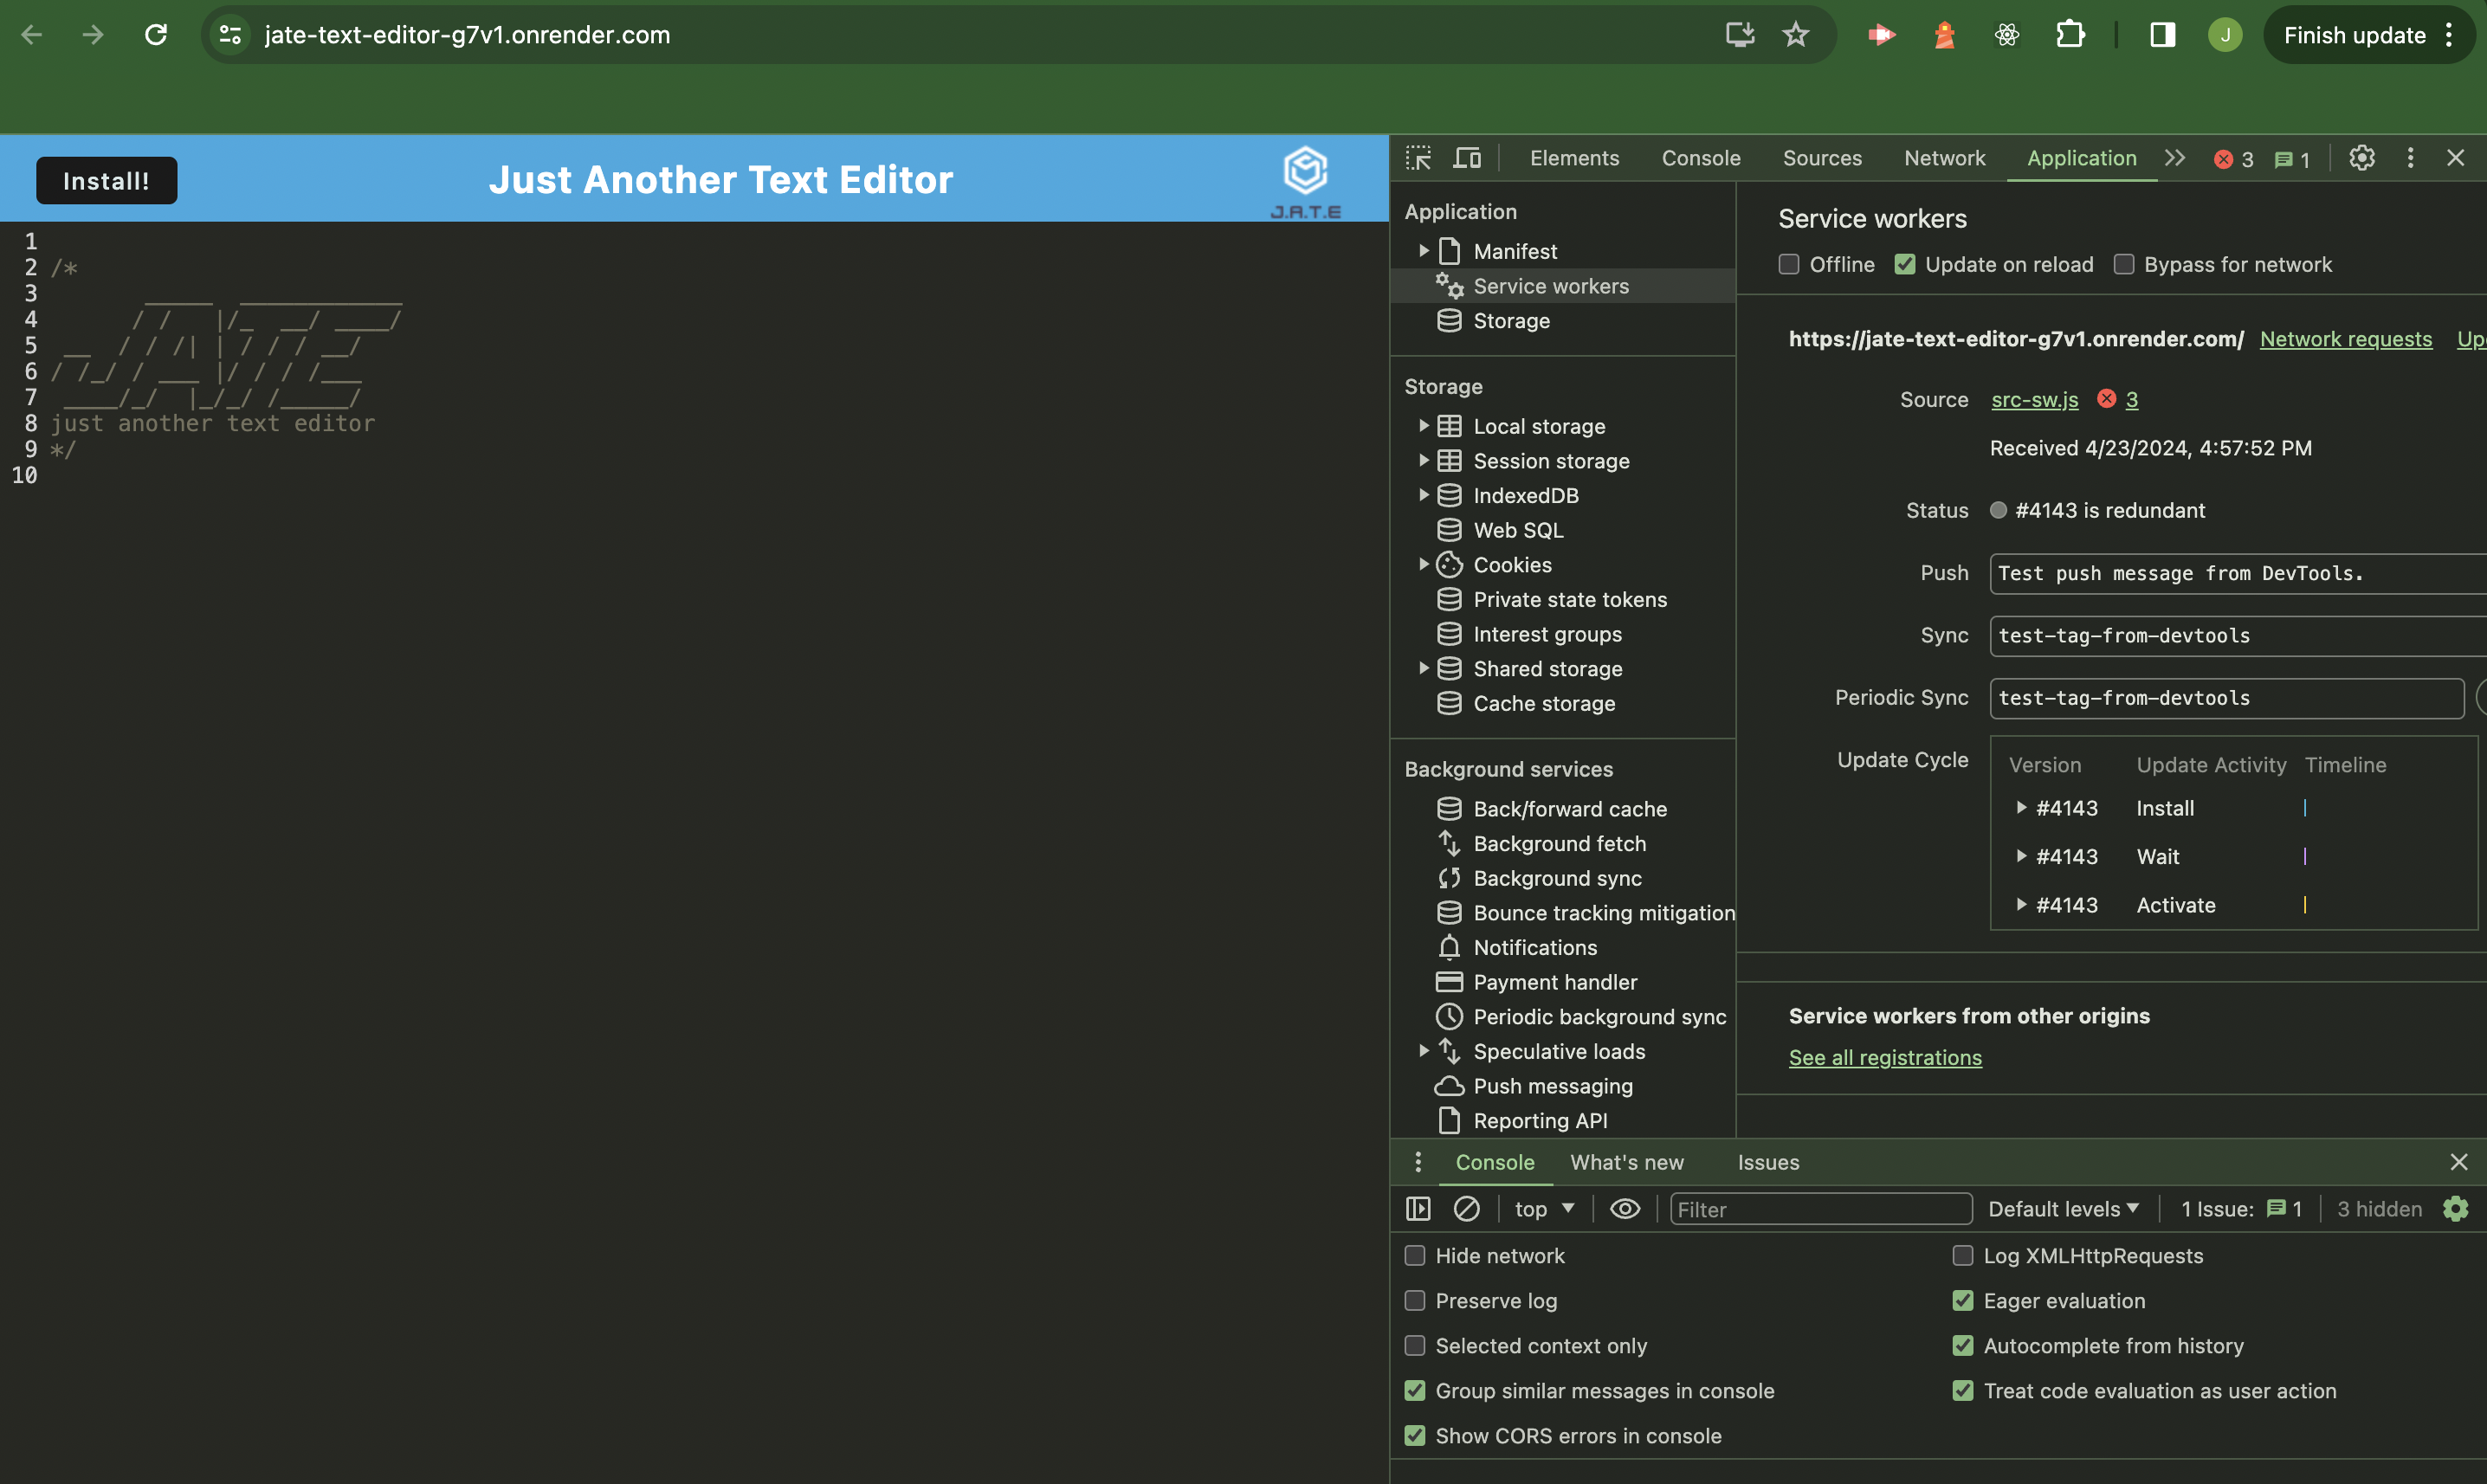 jate-text-editor-g7v1.onrender.com
J
Finish update
Install!
Just Another Text Editor
J.A.T.E
1
2 /*
3       _____  ____________
4      / /   |/_  __/ ____/
5  __ / / /| | / / / __/
6 / /_/ / ___ |/ / / /___
7 ____/_/  |_/_/ /_____/
8 just another text editor
9 */
10
Elements Console Sources Network Application 3 1
Application
Manifest
Service workers
Storage
Storage
Local storage
Session storage
IndexedDB
Web SQL
Cookies
Private state tokens
Interest groups
Shared storage
Cache storage
Background services
Back/forward cache
Background fetch
Background sync
Bounce tracking mitigation
Notifications
Payment handler
Periodic background sync
Speculative loads
Push messaging
Reporting API
Service workers
Offline Update on reload Bypass for network
https://jate-text-editor-g7v1.onrender.com/ Network requests
Source src-sw.js 3
Received 4/23/2024, 4:57:52 PM
Status #4143 is redundant
Push Test push message from DevTools.
Sync test-tag-from-devtools
Periodic Sync test-tag-from-devtools
Update Cycle Version Update Activity Timeline
#4143 Install
#4143 Wait
#4143 Activate
Service workers from other origins
See all registrations
Console What's new Issues
top Filter Default levels 1 Issue: 1 3 hidden
Hide network Log XMLHttpRequests
Preserve log Eager evaluation
Selected context only Autocomplete from history
Group similar messages in console Treat code evaluation as user action
Show CORS errors in console